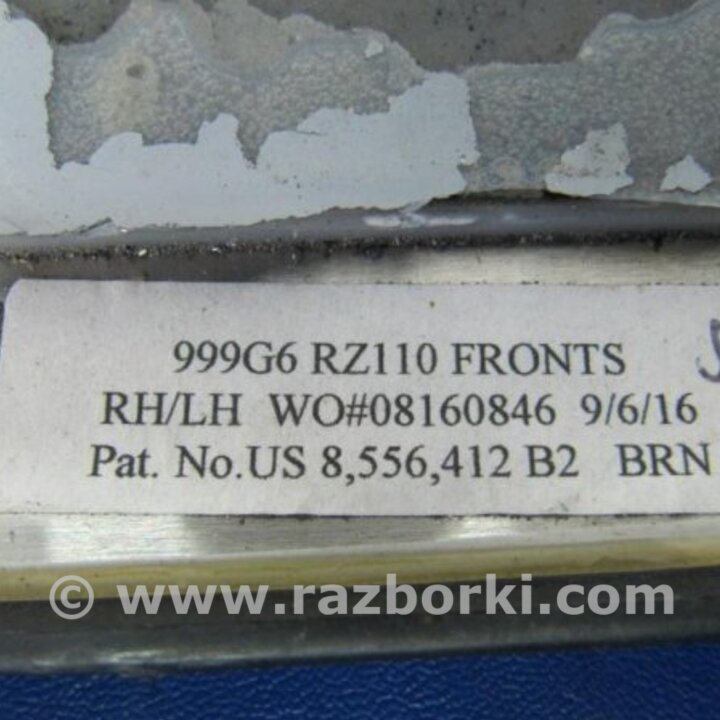 999G6 RZ110 FRONTS
RH/LH WO#08160846 9/6/16
Pat. No.US 8,556,412 B2 BRN
© www.razborki.com